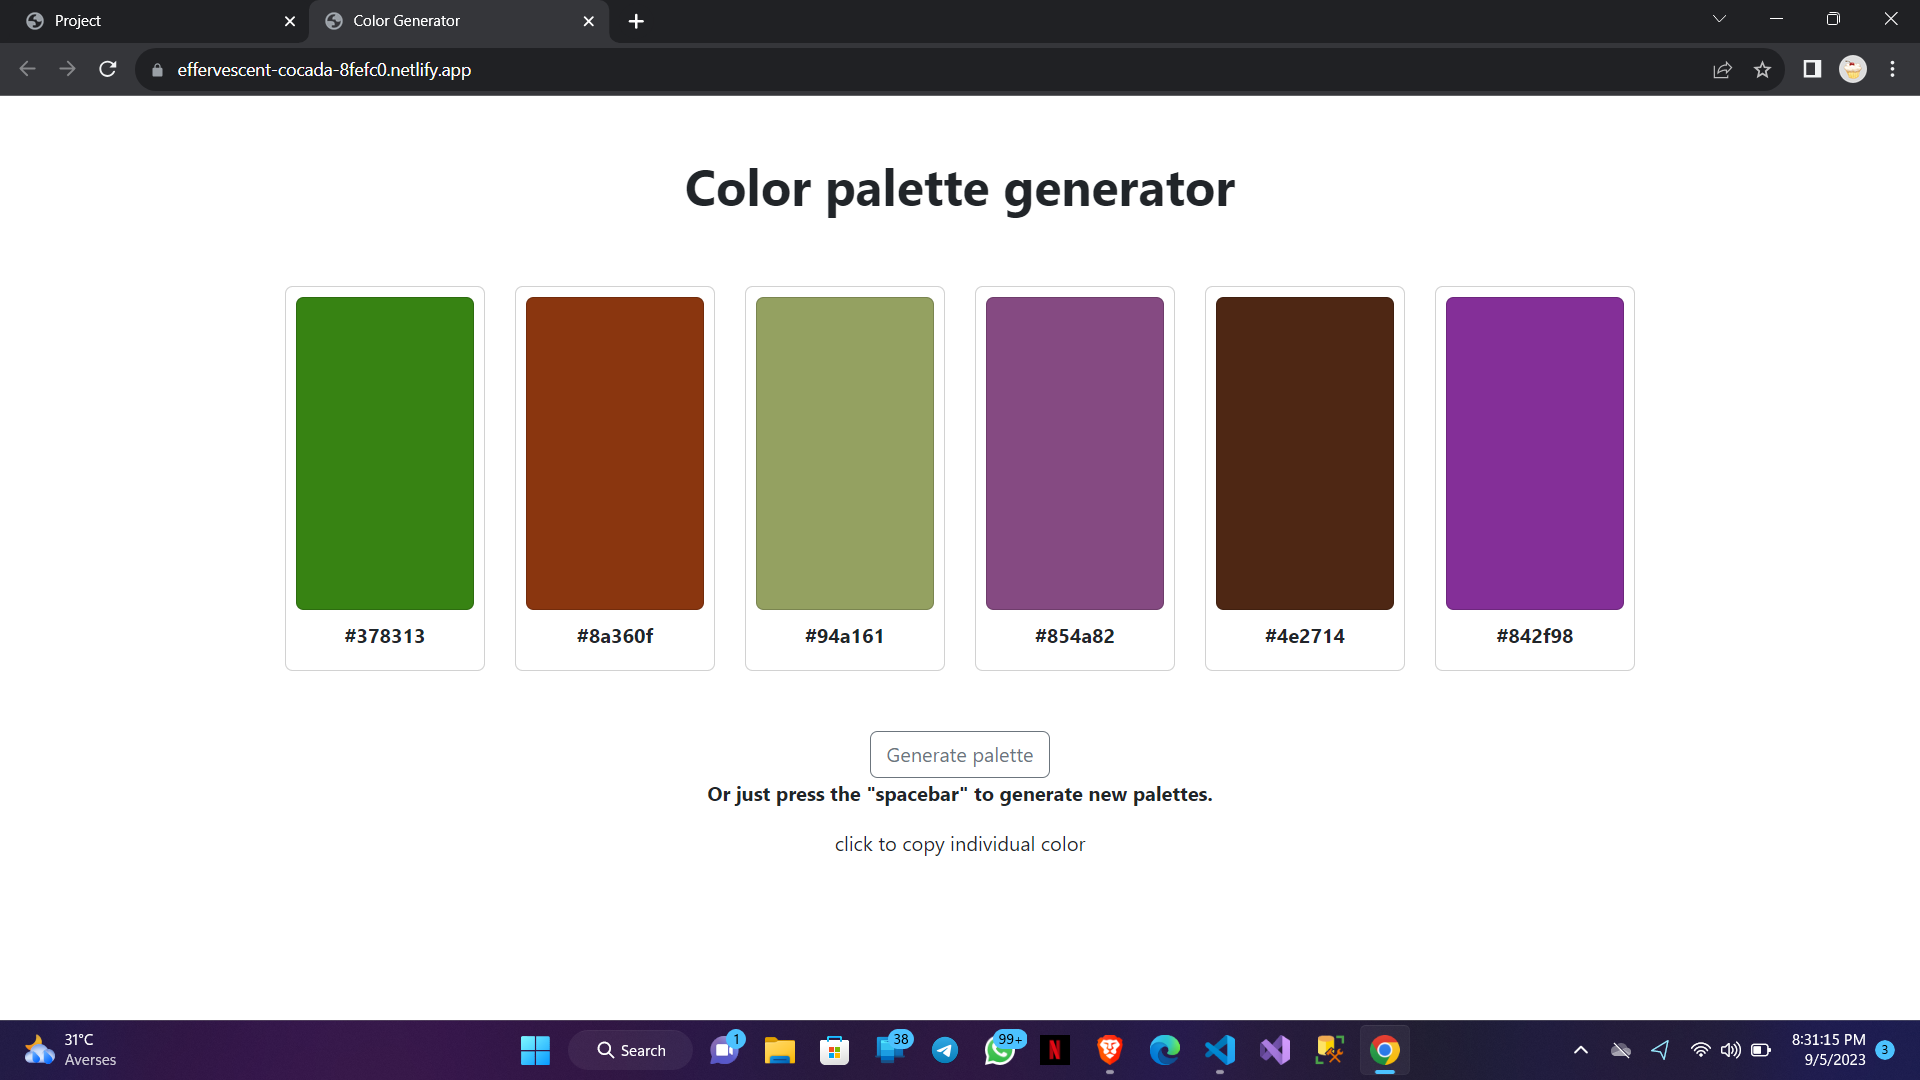 Project
Color Generator
effervescent-cocada-8fefc0.netlify.app
Color palette generator
#378313
#8a360f
#94a161
#854a82
#4e2714
#842f98
Generate palette
Or just press the "spacebar" to generate new palettes.
click to copy individual color
31°C
Averses
Search
1
38
99+
N
8:31:15 PM
9/5/2023
3